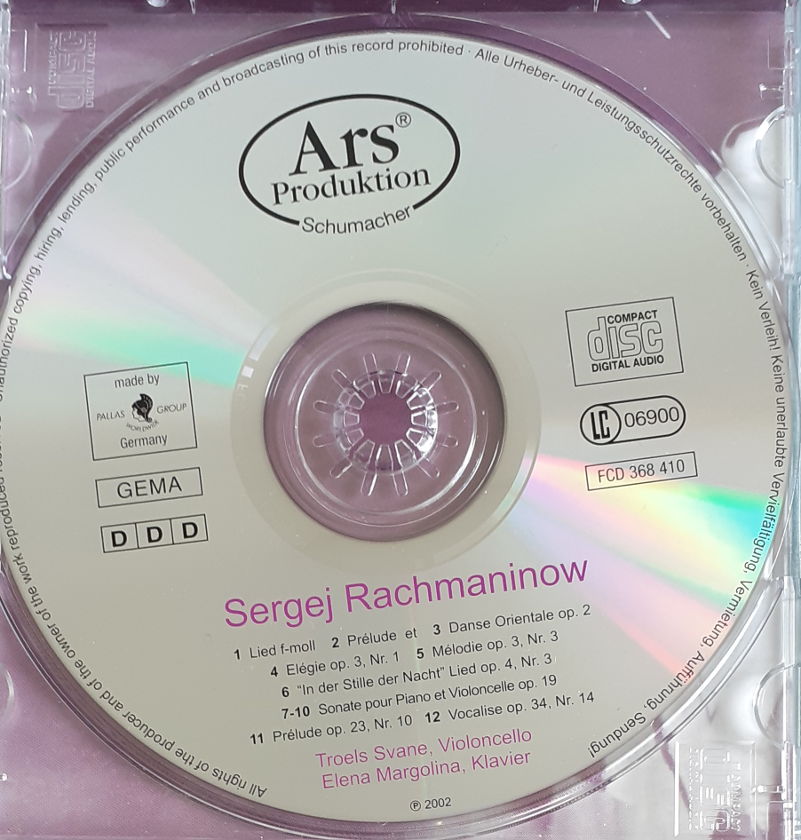 COMPACT
disc
DIGITAL AUDIO
copying, hiring, lending, public performance and broadcasting of this record prohibited · Alle Urheber- und Leistungsschutzrechte vorbehalten · Kein Verleih! Keine unerlaubte Vervielfältigung, Vermietung, Aufführung, Sendung!
Ars®
Produktion
Schumacher
COMPACT
disc
DIGITAL AUDIO
made by
PALLAS GROUP
WORLDWIDE
Germany
LC 06900
GEMA
FCD 368 410
D D D
Sergej Rachmaninow
1 Lied f-moll 2 Prélude et 3 Danse Orientale op. 2
4 Elégie op. 3, Nr. 1 5 Mélodie op. 3, Nr. 3
6 "In der Stille der Nacht" Lied op. 4, Nr. 3
7-10 Sonate pour Piano et Violoncelle op. 19
11 Prélude op. 23, Nr. 10 12 Vocalise op. 34, Nr. 14
Troels Svane, Violoncello
Elena Margolina, Klavier
℗ 2002
All rights of the producer and of the owner of the work reproduced